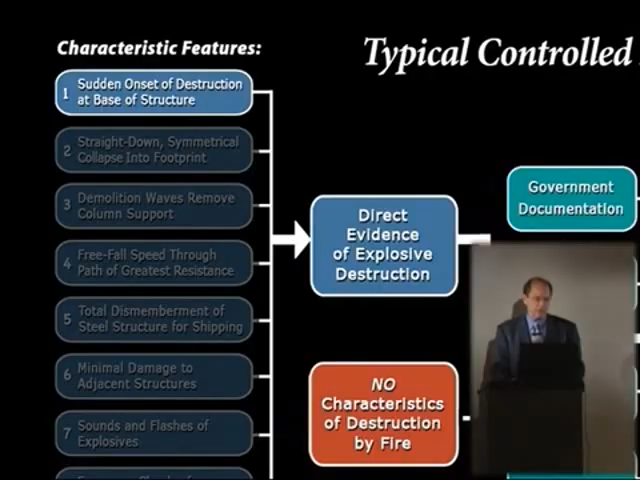 Characteristic Features:
Typical Controlled
1 Sudden Onset of Destruction
at Base of Structure
2 Straight-Down, Symmetrical
Collapse Into Footprint
3 Demolition Waves Remove
Column Support
4 Free-Fall Speed Through
Path of Greatest Resistance
5 Total Dismemberment of
Steel Structure for Shipping
6 Minimal Damage to
Adjacent Structures
7 Sounds and Flashes of
Explosives
Direct
Evidence
of Explosive
Destruction
NO
Characteristics
of Destruction
by Fire
Government
Documentation